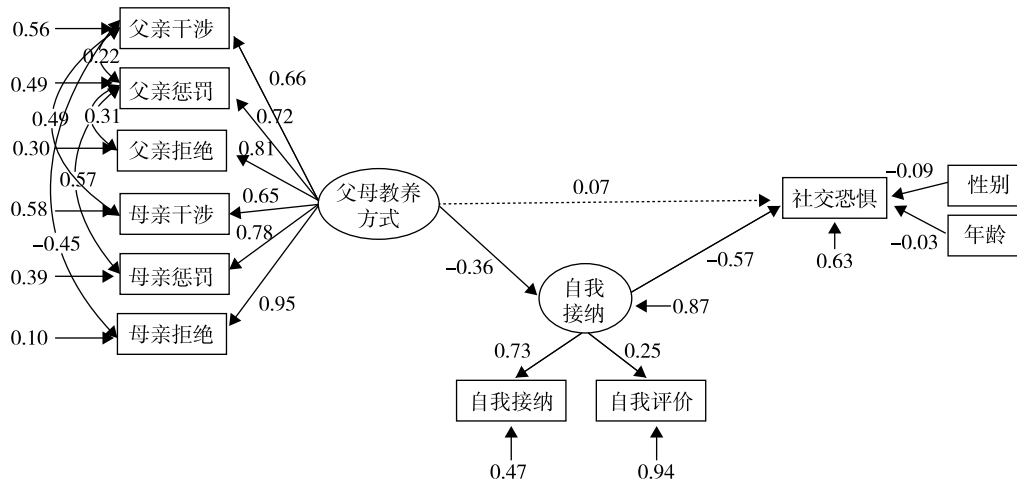 0.56
父亲干涉
0.22
0.49
父亲惩罚
0.66
0.49
0.31
0.72
0.30
父亲拒绝
0.81
0.57
0.65
父母教养
方式
0.07
社交恐惧
−0.09
性别
−0.03
年龄
0.63
0.58
母亲干涉
−0.45
0.78
0.39
母亲惩罚
0.95
0.10
母亲拒绝
−0.36
−0.57
自我
接纳
0.87
0.73
0.25
自我接纳
自我评价
0.47
0.94